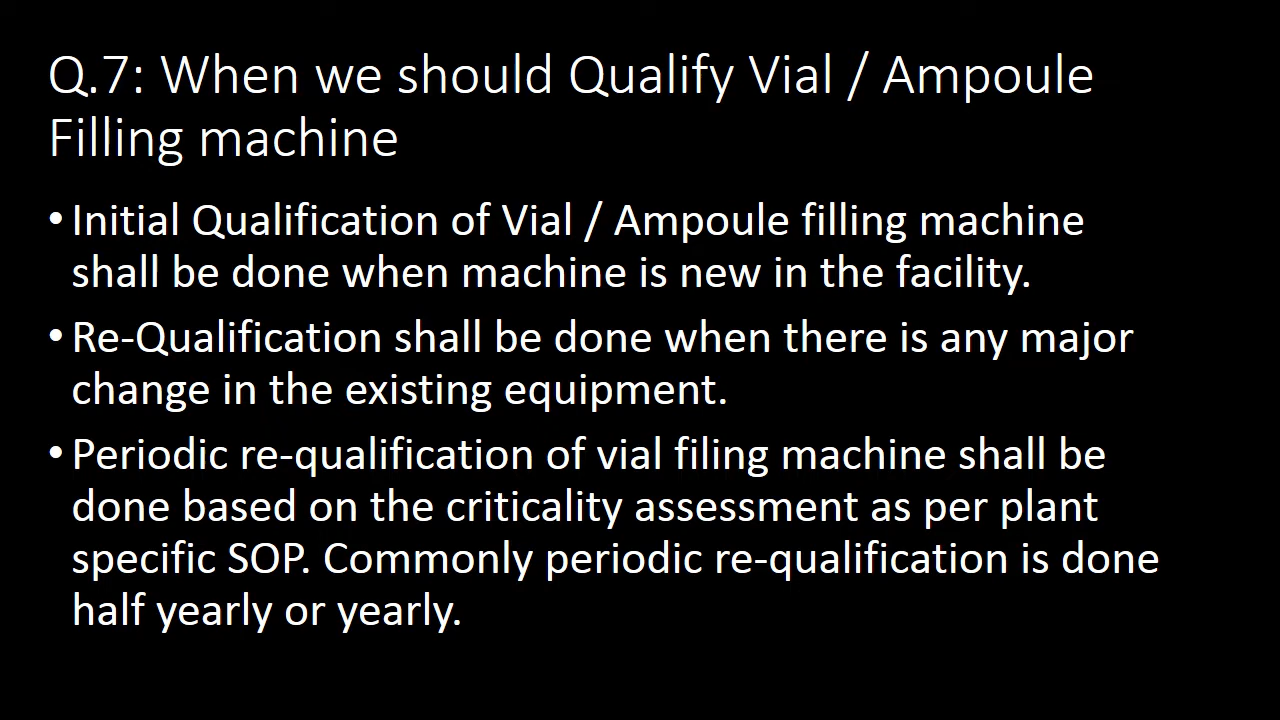 Q.7: When we should Qualify Vial / Ampoule
Filling machine
• Initial Qualification of Vial / Ampoule filling machine
shall be done when machine is new in the facility.
• Re-Qualification shall be done when there is any major
change in the existing equipment.
• Periodic re-qualification of vial filing machine shall be
done based on the criticality assessment as per plant
specific SOP. Commonly periodic re-qualification is done
half yearly or yearly.